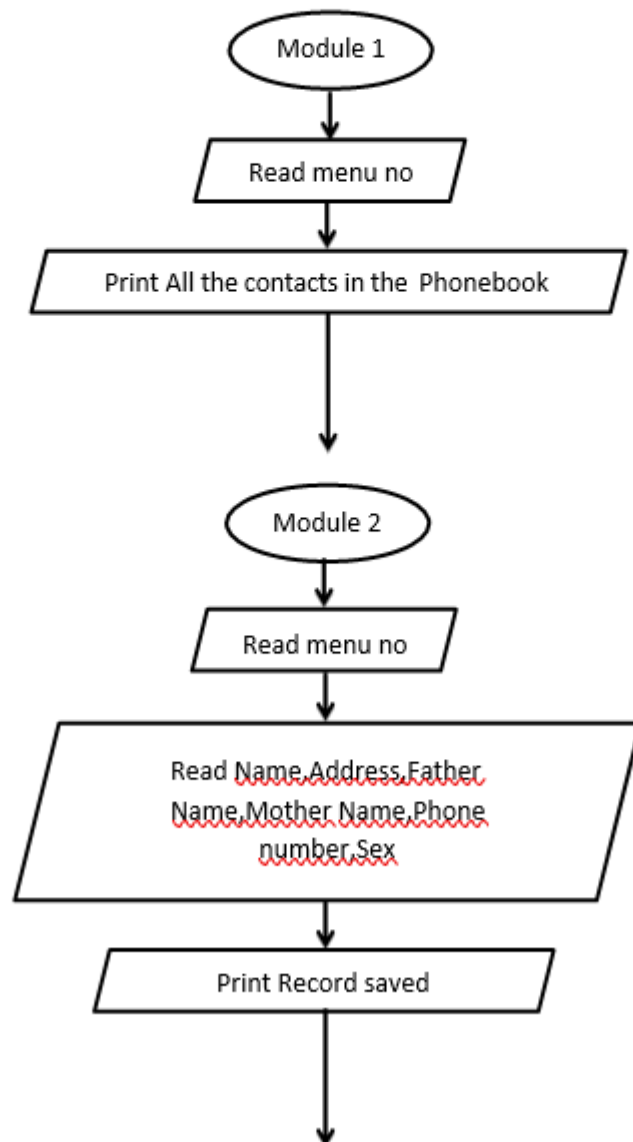 Module 1
Read menu no
Print All the contacts in the Phonebook
Module 2
Read menu no
Read Name,Address,Father
Name,Mother Name,Phone
number,Sex
Print Record saved